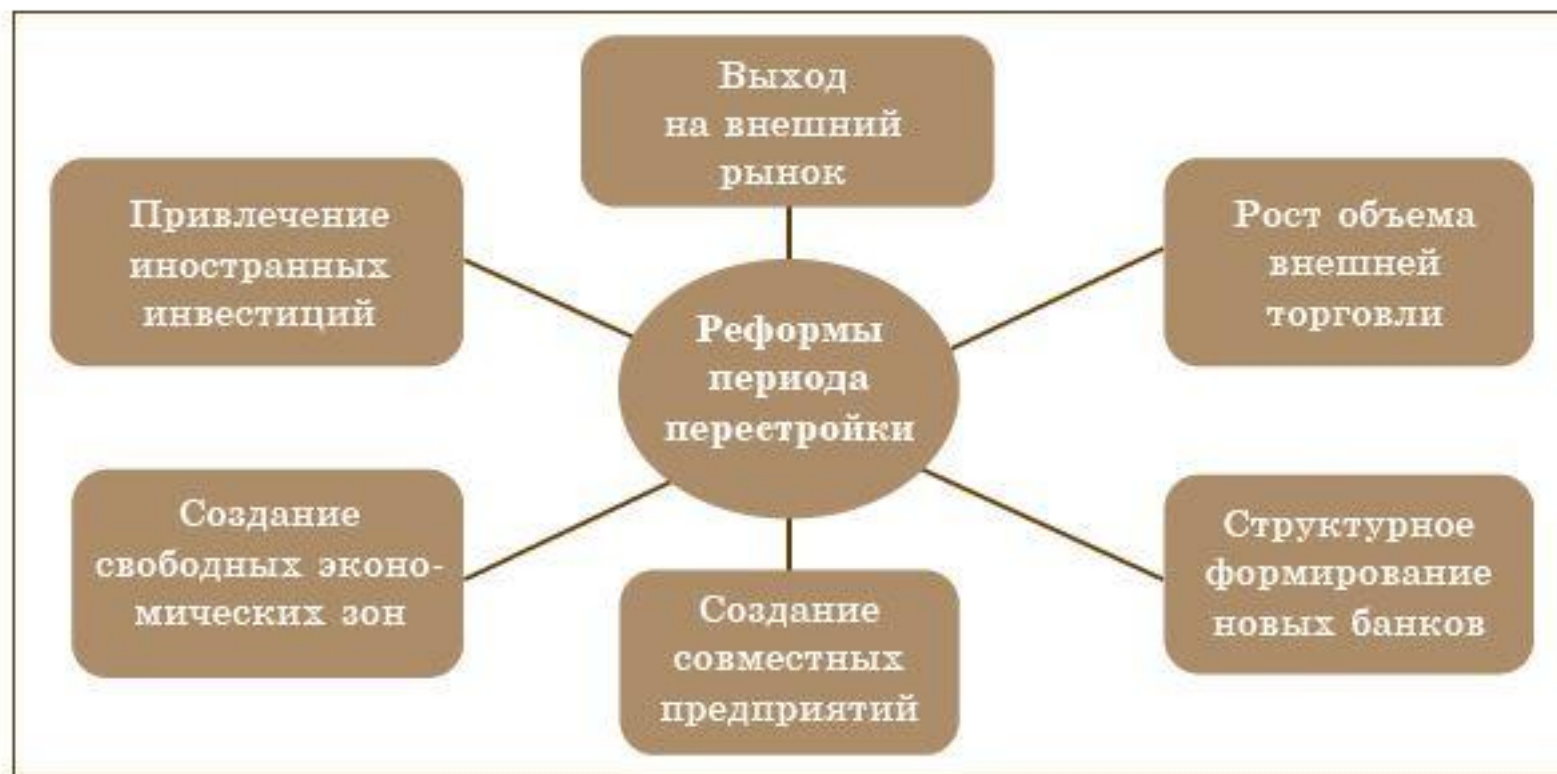 Выход
на внешний
рынок
Привлечение
иностранных
инвестиций
Рост объема
внешней
торговли
Реформы
периода
перестройки
Создание
свободных эконо-
мических зон
Создание
совместных
предприятий
Структурное
формирование
новых банков